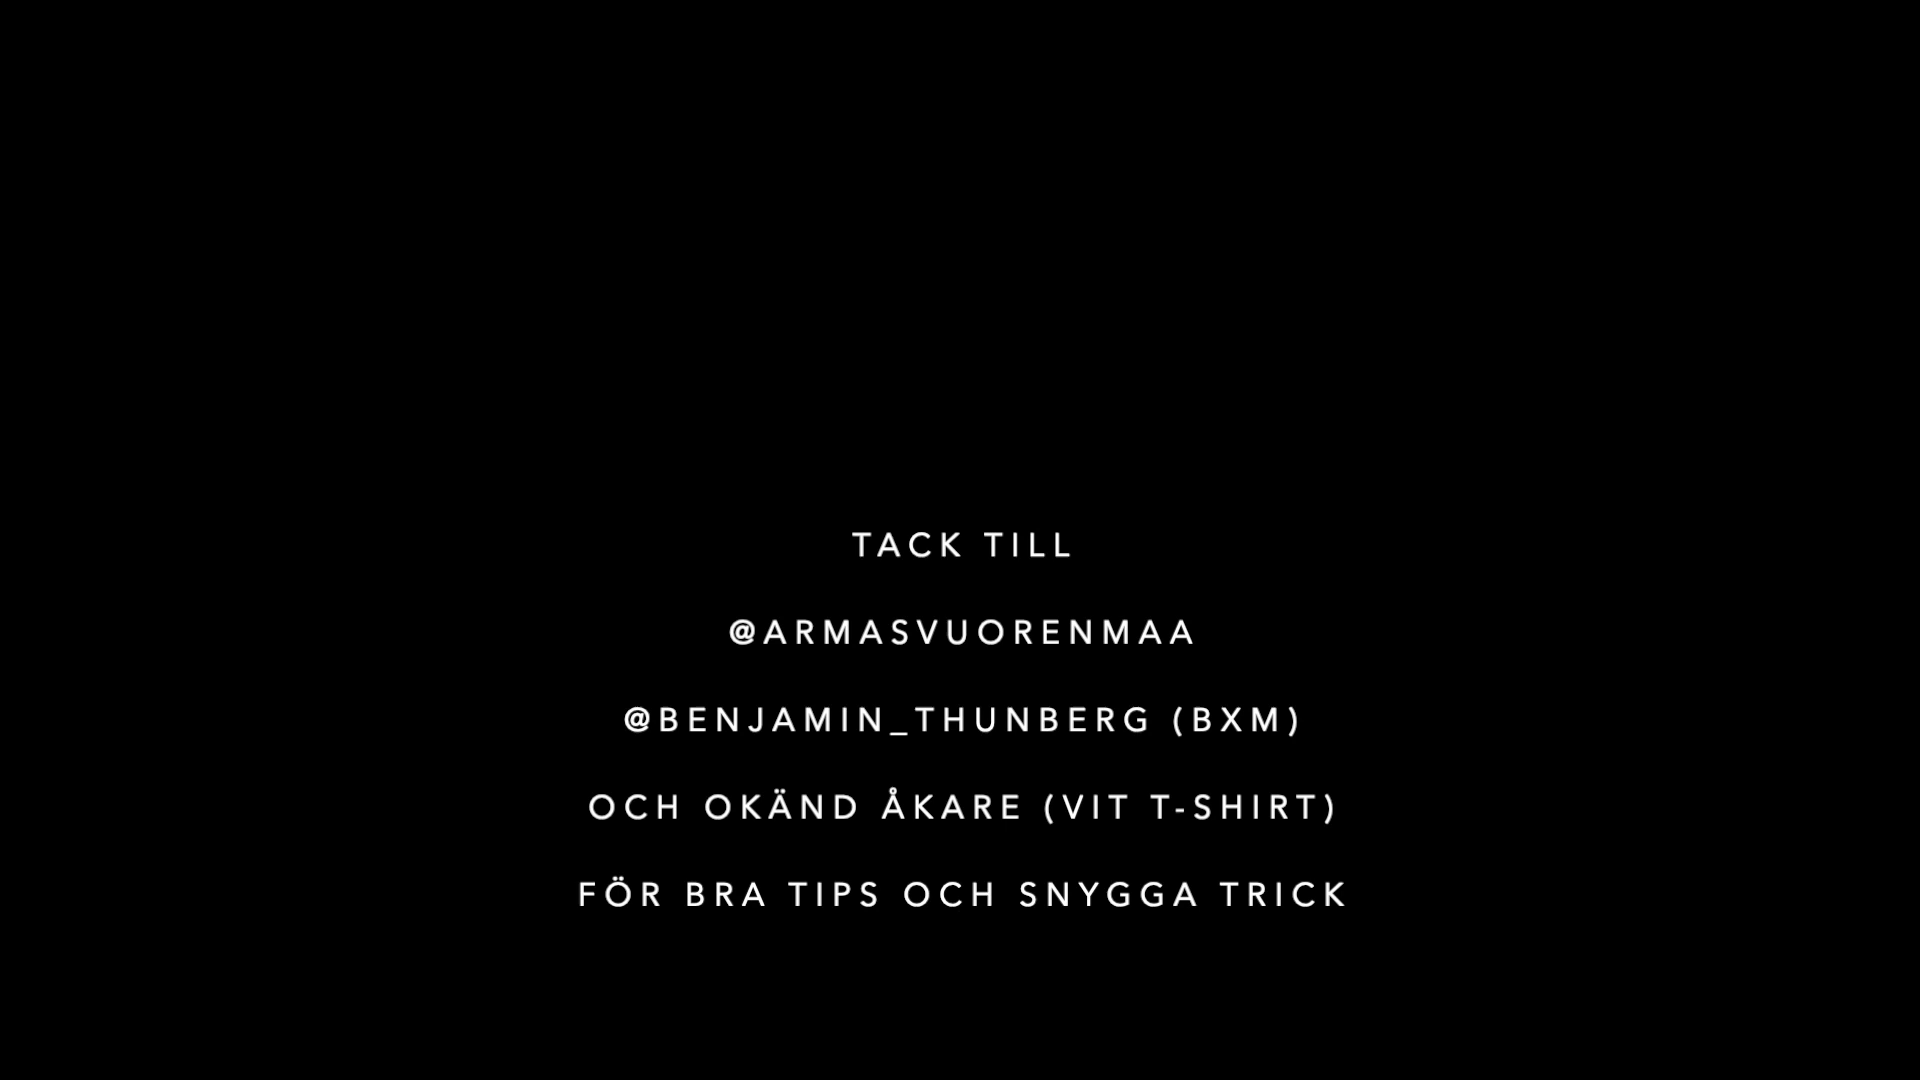 TACK TILL
@ARMASVUORENMAA
@BENJAMIN_THUNBERG (BXM)
OCH OKÄND ÅKARE (VIT T-SHIRT)
FÖR BRA TIPS OCH SNYGGA TRICK